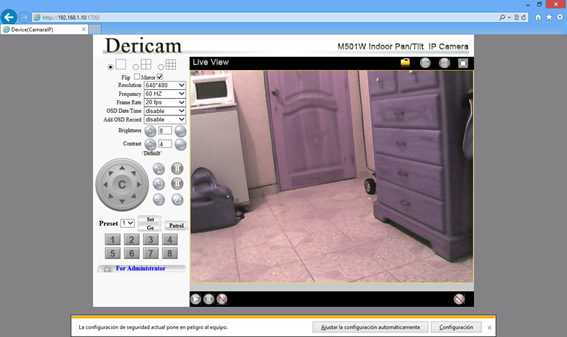 http://192.168.1.10:1720/
Device(CamaraIP)
Dericam
M501W Indoor Pan/Tilt IP Camera
Live View
Flip Mirror
Resolution 640*480
Frequency 60 HZ
Frame Rate 20 fps
OSD Date/Time disable
Add OSD Record disable
Brightness 8
Contrast 4
Default
C
Preset 1 Set
Go
Patrol
1 2 3 4
5 6 7 8
For Administrator
La configuración de seguridad actual pone en peligro al equipo.
Ajustar la configuración automáticamente
Configuración